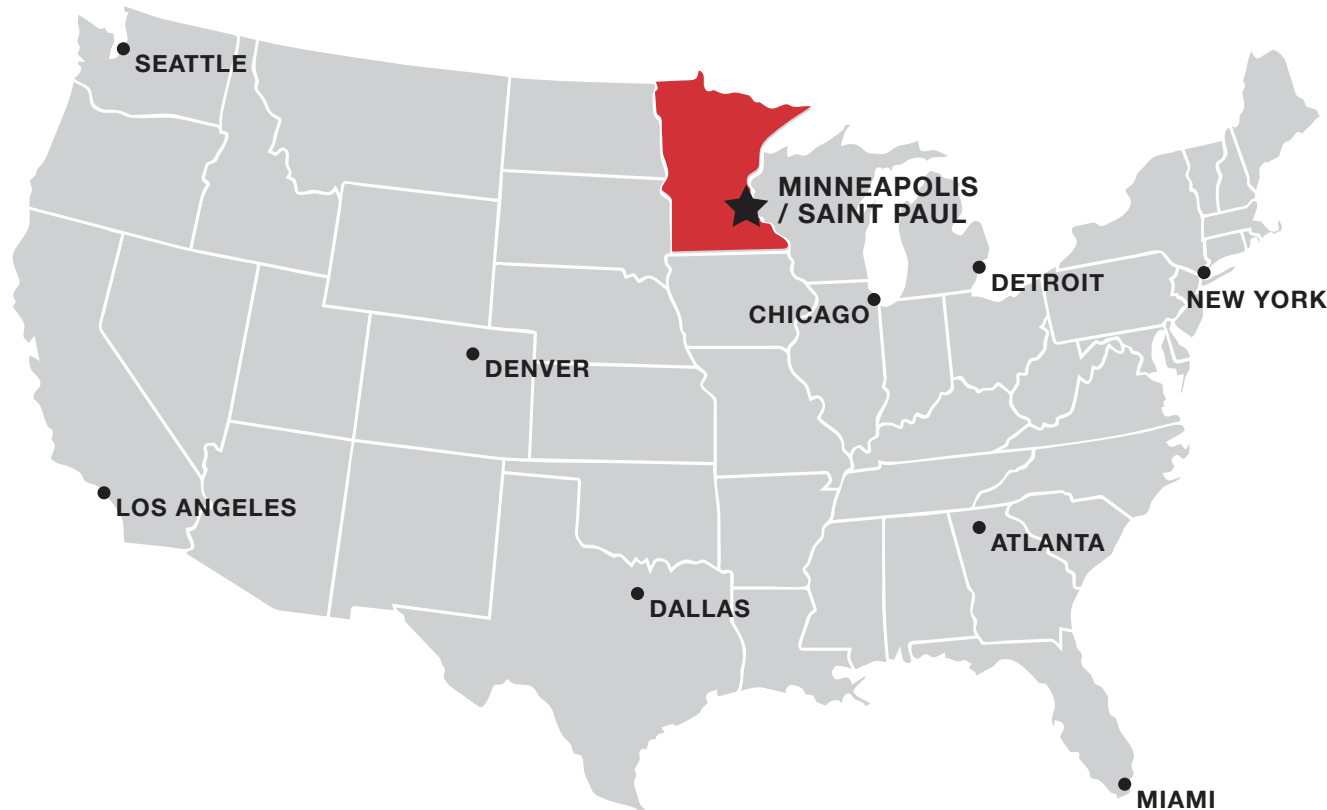 SEATTLE
MINNEAPOLIS
/ SAINT PAUL
DETROIT
NEW YORK
CHICAGO
DENVER
LOS ANGELES
ATLANTA
DALLAS
MIAMI